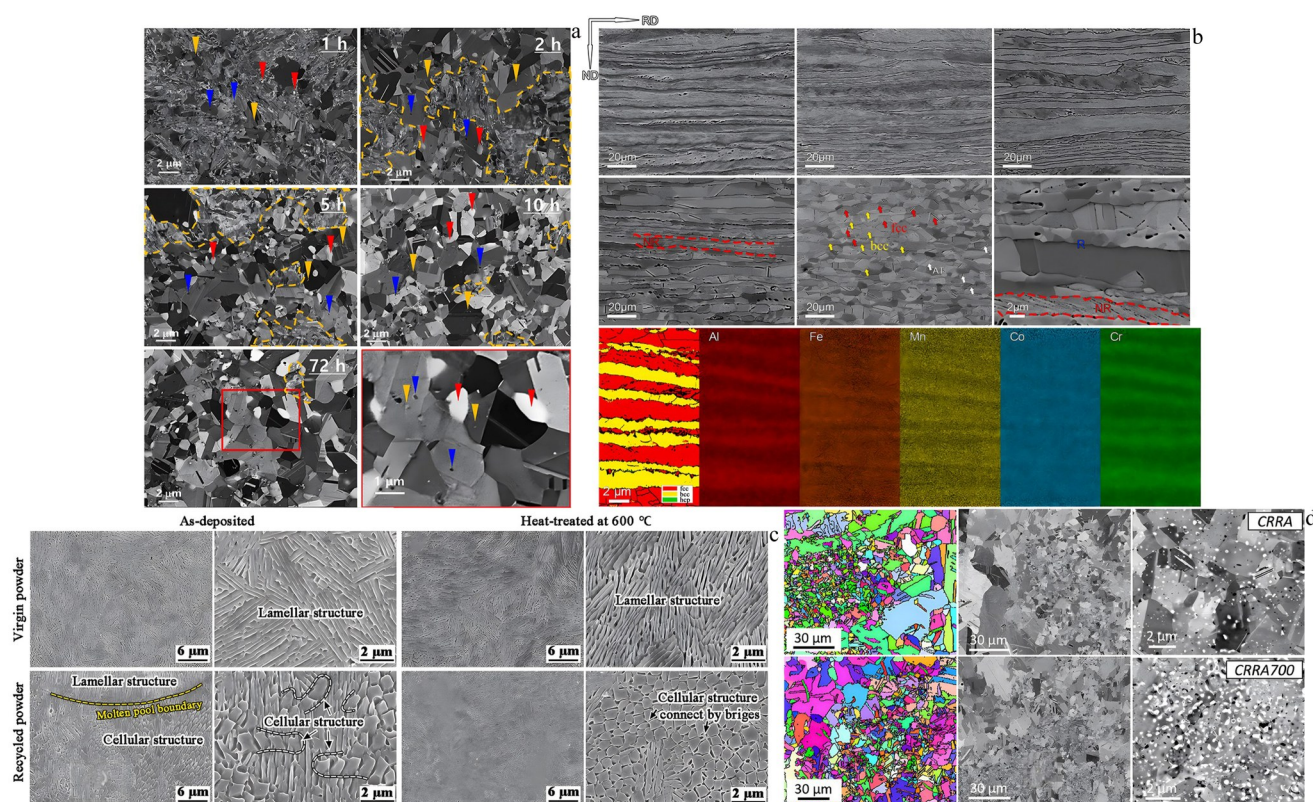 1 h
2 h
a
2 μm
2 μm
5 h
10 h
2 μm
2 μm
72 h
2 μm
1 μm
RD
ND
b
20μm
20μm
20μm
NR
20μm
fcc
bcc
20μm
R
NR
2μm
2 μm
fcc
bcc
hcp
Al
Fe
Mn
Co
Cr
As-deposited
Heat-treated at 600 ℃
c
Virgin powder
6 μm
Lamellar structure
2 μm
6 μm
Lamellar structure
2 μm
Recycled powder
Lamellar structure
Molten pool boundary
Cellular structure
6 μm
Cellular structure
2 μm
6 μm
Cellular structure
connect by briges
2 μm
d
30 μm
30 μm
CRRA
2 μm
30 μm
30 μm
CRRA700
2 μm